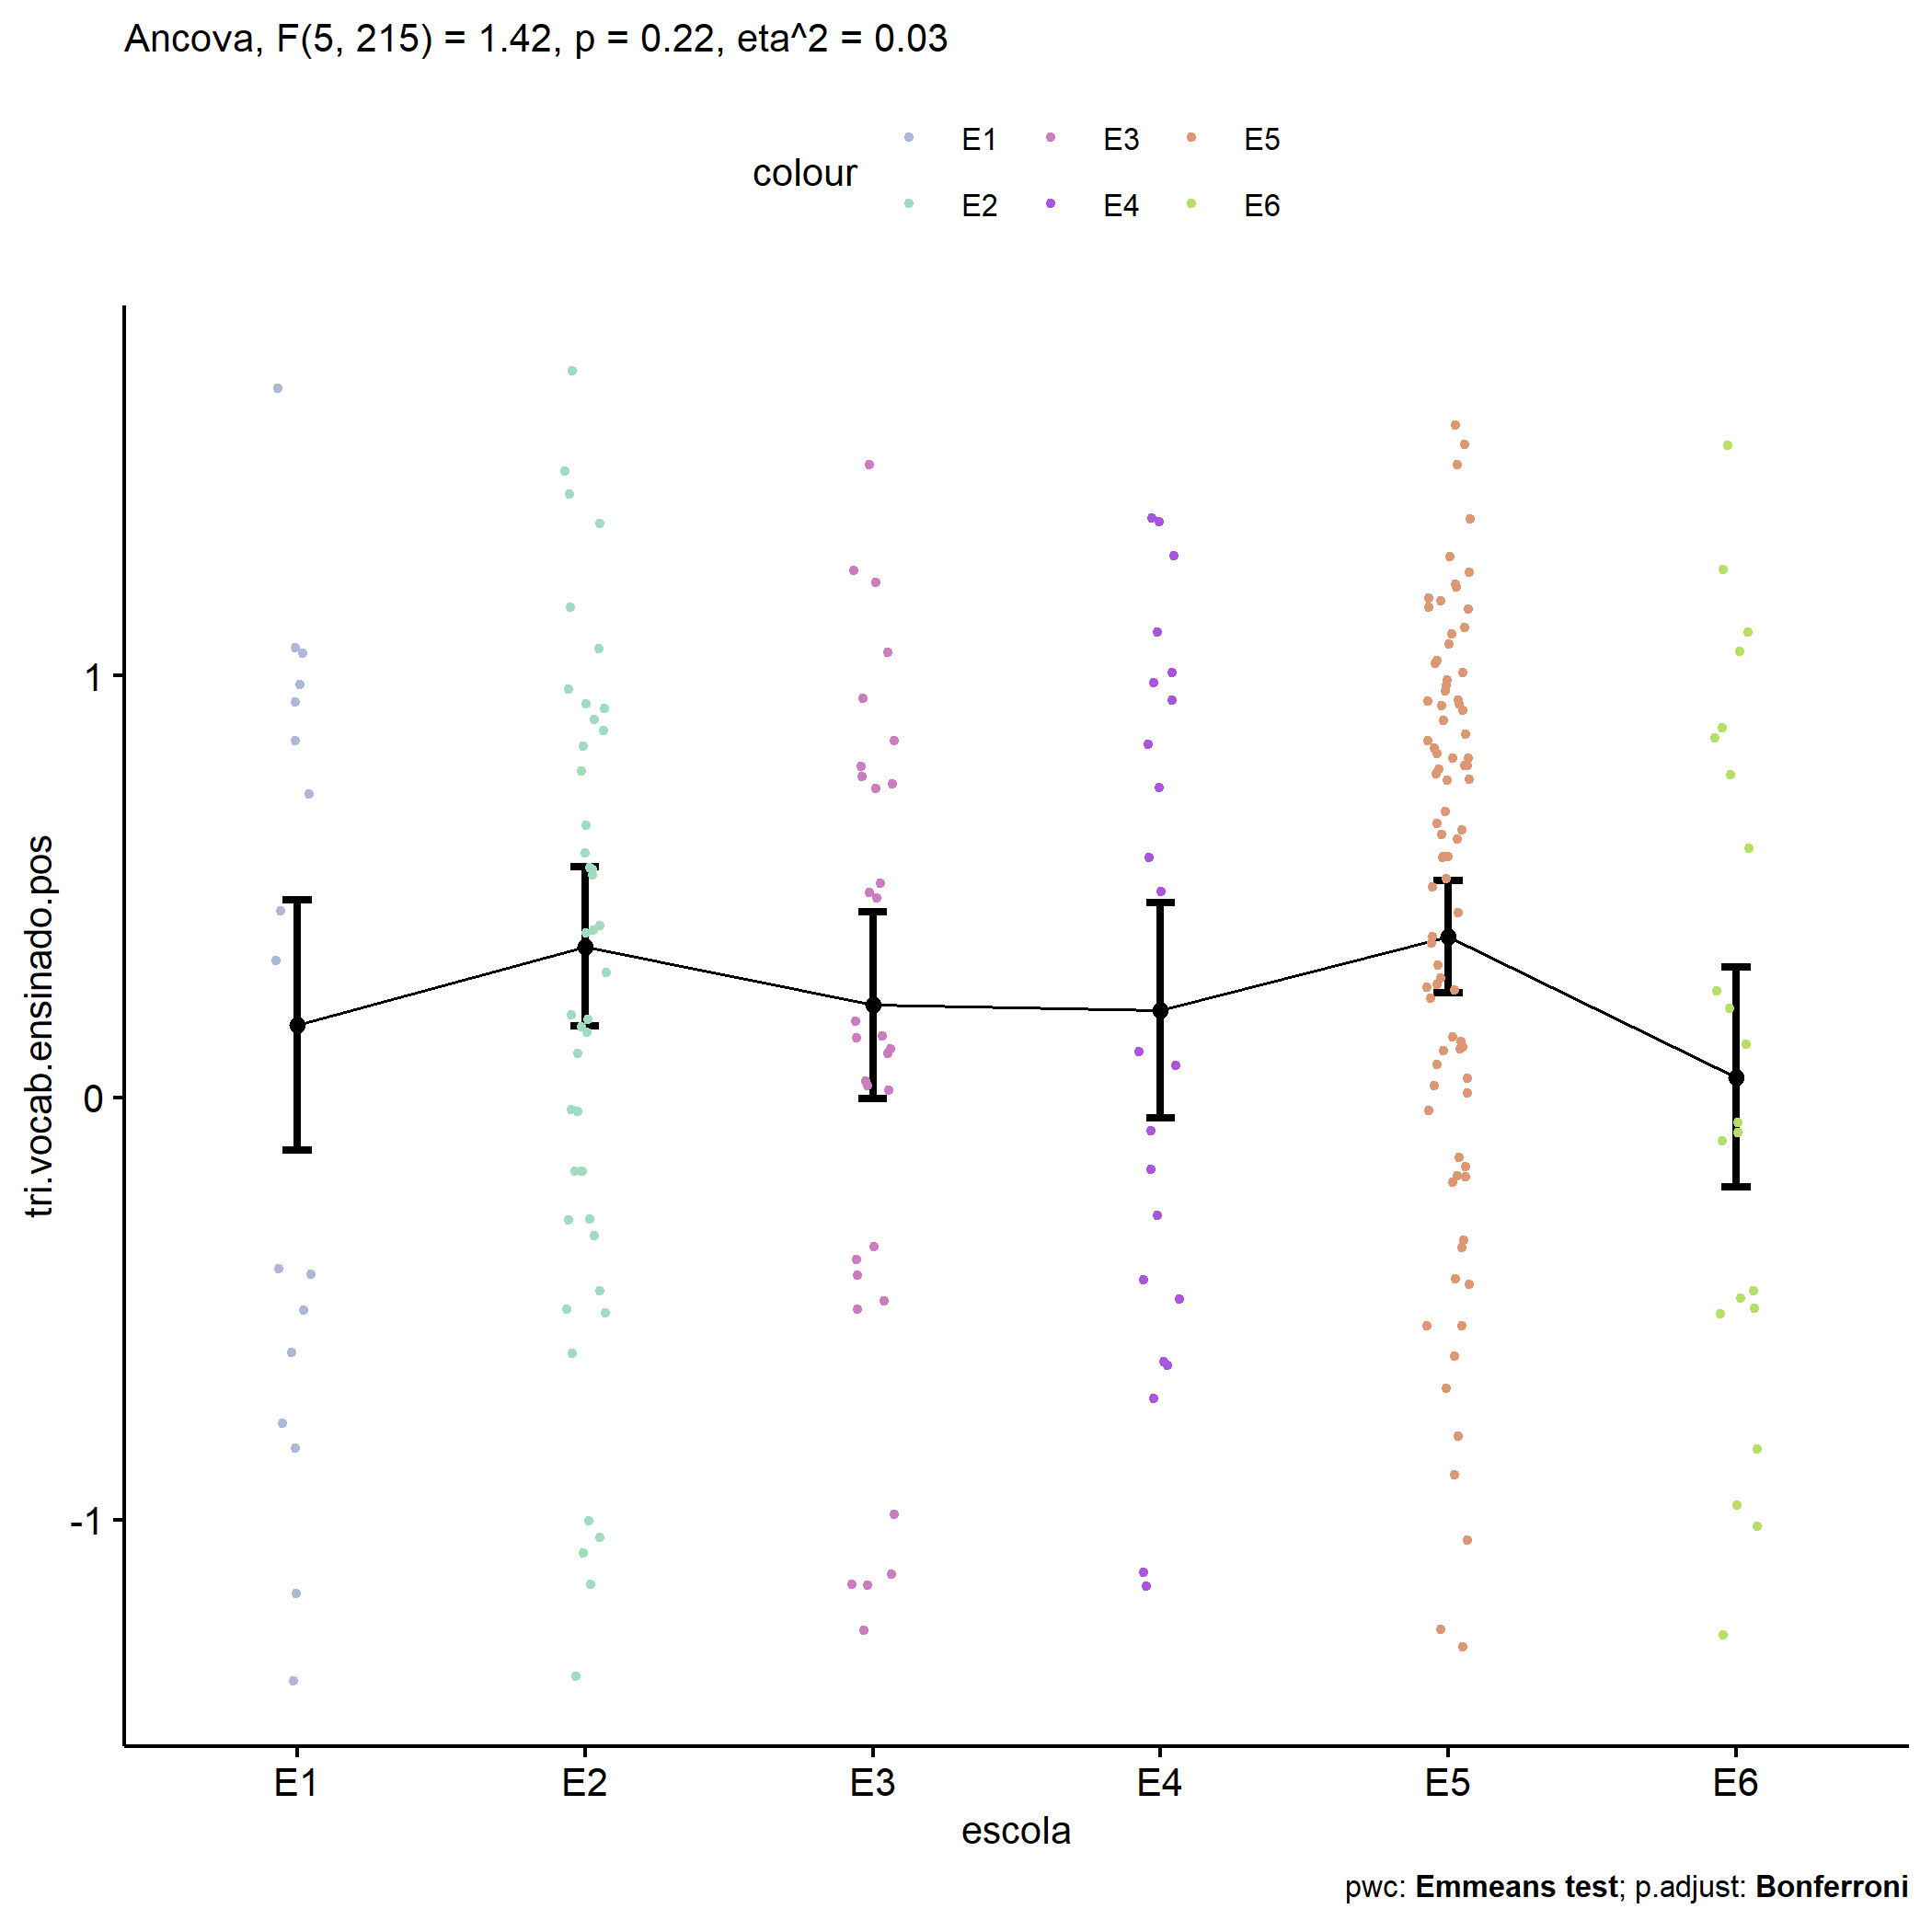 Ancova, F(5, 215) = 1.42, p = 0.22, eta^2 = 0.03
colour
E1 E3 E5
E2 E4 E6
tri.vocab.ensinado.pos
1
0
-1
E1 E2 E3 E4 E5 E6
escola
pwc: Emmeans test; p.adjust: Bonferroni